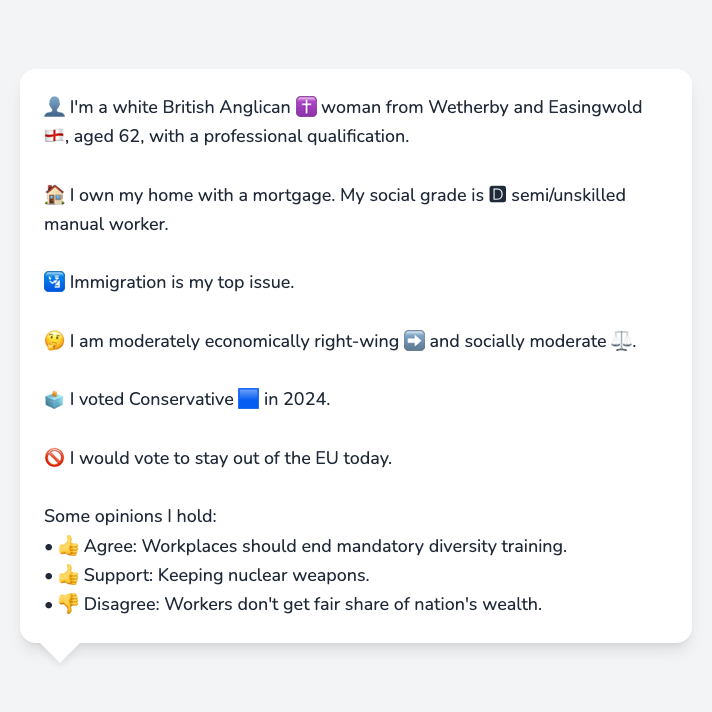 👤 I'm a white British Anglican ✝️ woman from Wetherby and Easingwold
🏴󠁧󠁢󠁥󠁮󠁧󠁿, aged 62, with a professional qualification.
🏠 I own my home with a mortgage. My social grade is 🅳 semi/unskilled
manual worker.
🛂 Immigration is my top issue.
🤔 I am moderately economically right-wing ➡️ and socially moderate ⚖️.
🗳️ I voted Conservative 🟦 in 2024.
🚫 I would vote to stay out of the EU today.
Some opinions I hold:
• 👍 Agree: Workplaces should end mandatory diversity training.
• 👍 Support: Keeping nuclear weapons.
• 👎 Disagree: Workers don't get fair share of nation's wealth.